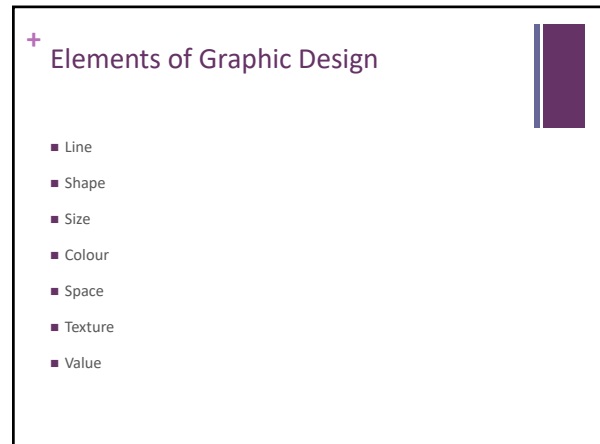 +
Elements of Graphic Design
■ Line
■ Shape
■ Size
■ Colour
■ Space
■ Texture
■ Value